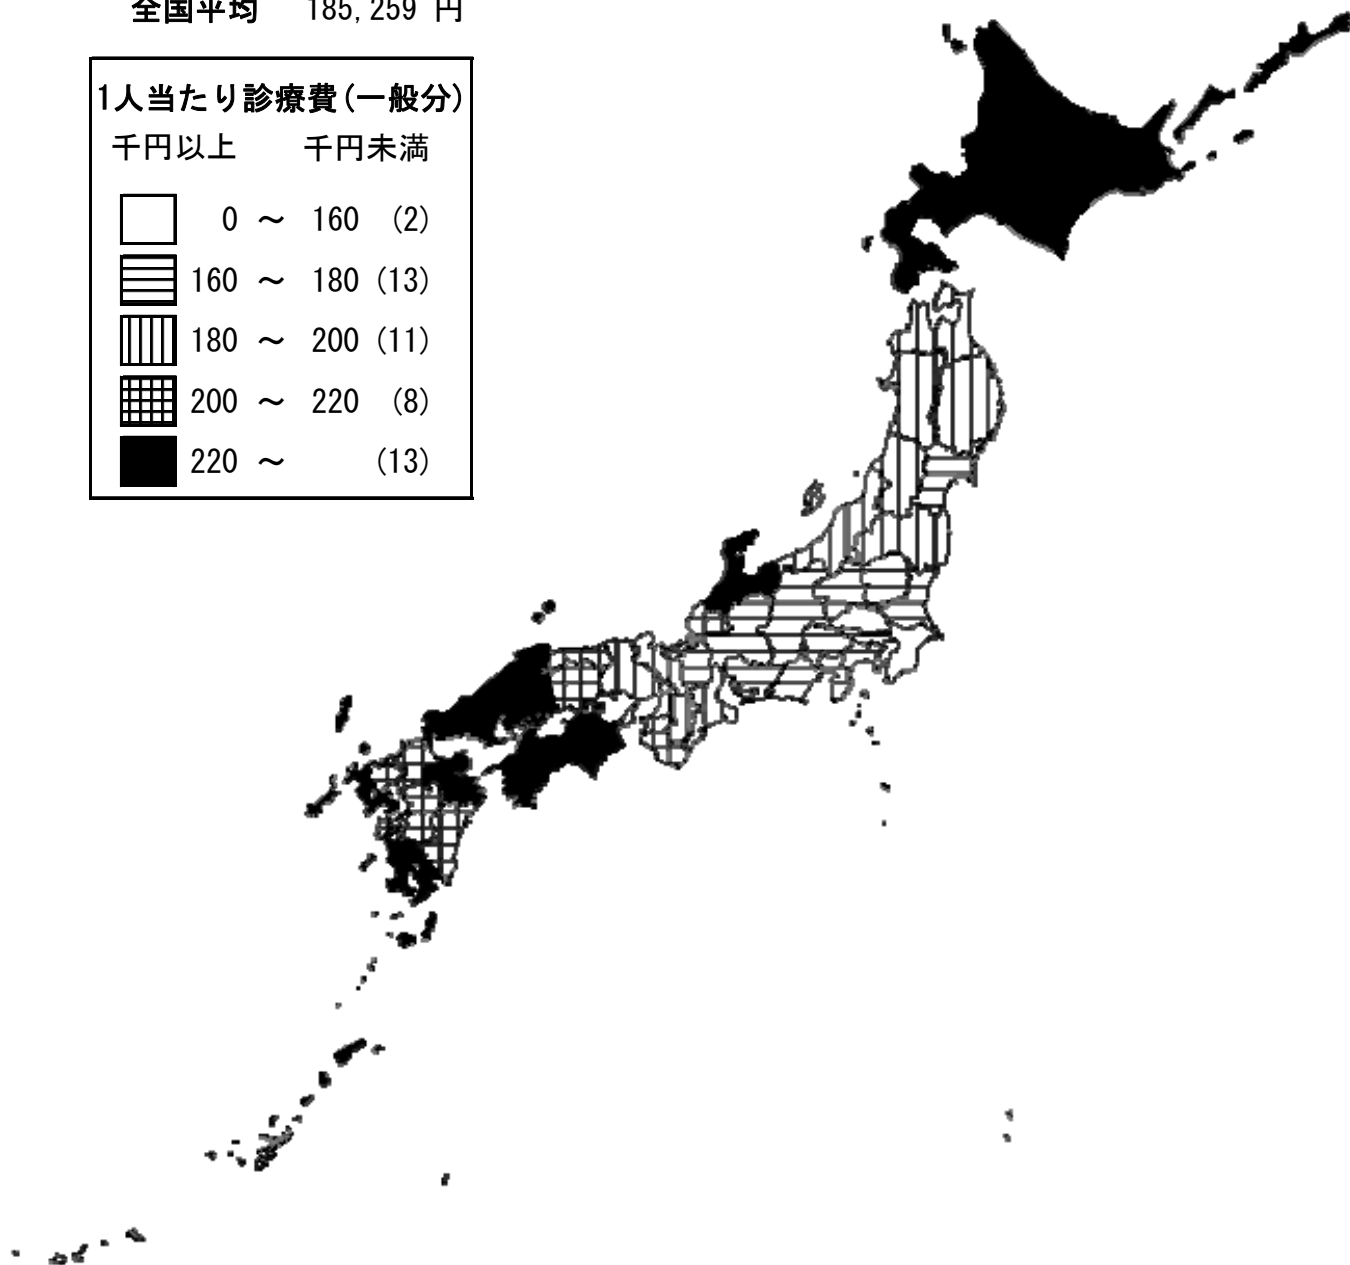 全国平均 185,259 円
1人当たり診療費(一般分)
千円以上 千円未満
0 ～ 160 (2)
160 ～ 180 (13)
180 ～ 200 (11)
200 ～ 220 (8)
220 ～ (13)